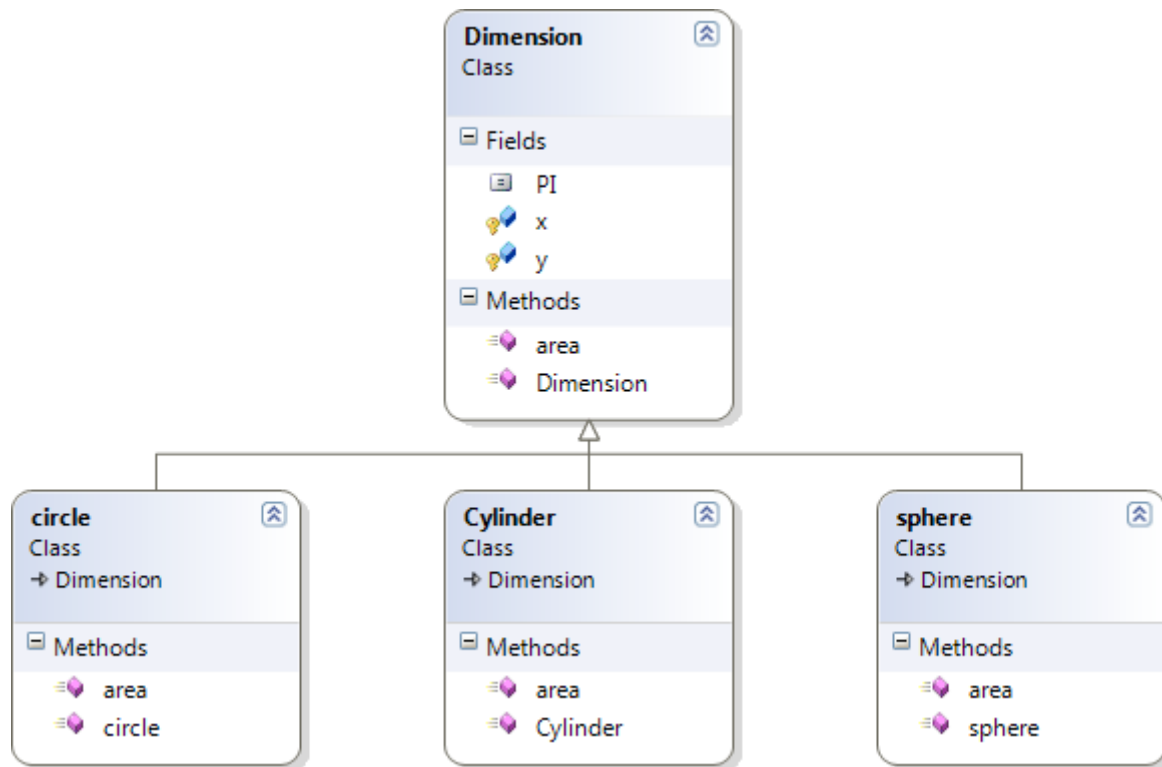 Dimension
Class
Fields
PI
x
y
Methods
area
Dimension
circle
Class
Dimension
Methods
area
circle
Cylinder
Class
Dimension
Methods
area
Cylinder
sphere
Class
Dimension
Methods
area
sphere